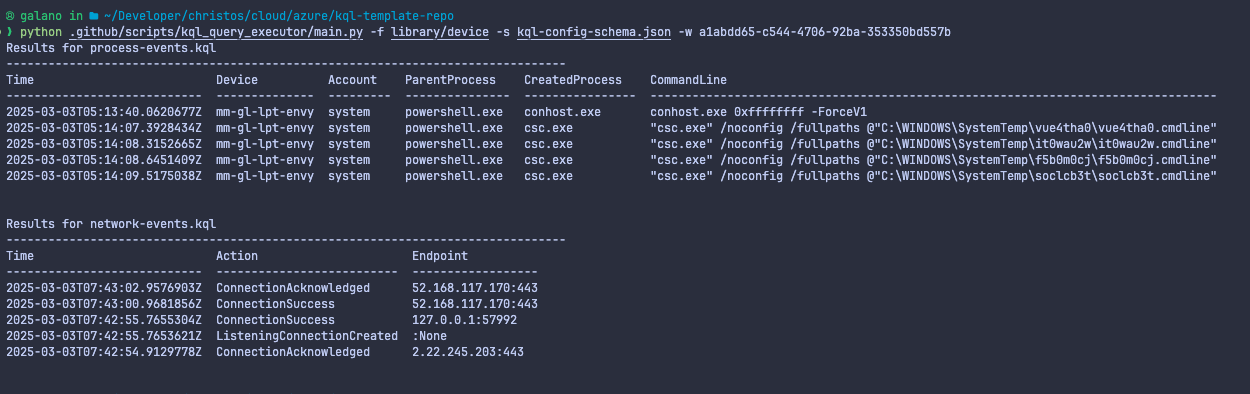 galano in ~/Developer/christos/cloud/azure/kql-template-repo
❯ python .github/scripts/kql_query_executor/main.py -f library/device -s kql-config-schema.json -w a1abdd65-c544-4706-92ba-353350bd557b
Results for process-events.kql
--------------------------------------------------------------------------------
Time                          Device          Account    ParentProcess    CreatedProcess    CommandLine
----------------------------  --------------  ---------  ---------------  ----------------  ---------------------------------------------------------------------------------
2025-03-03T05:13:40.0620677Z  mm-gl-lpt-envy  system     powershell.exe   conhost.exe       conhost.exe 0xffffffff -ForceV1
2025-03-03T05:14:07.3928434Z  mm-gl-lpt-envy  system     powershell.exe   csc.exe           "csc.exe" /noconfig /fullpaths @"C:\WINDOWS\SystemTemp\vue4tha0\vue4tha0.cmdline"
2025-03-03T05:14:08.3152665Z  mm-gl-lpt-envy  system     powershell.exe   csc.exe           "csc.exe" /noconfig /fullpaths @"C:\WINDOWS\SystemTemp\it0wau2w\it0wau2w.cmdline"
2025-03-03T05:14:08.6451409Z  mm-gl-lpt-envy  system     powershell.exe   csc.exe           "csc.exe" /noconfig /fullpaths @"C:\WINDOWS\SystemTemp\f5b0m0cj\f5b0m0cj.cmdline"
2025-03-03T05:14:09.5175038Z  mm-gl-lpt-envy  system     powershell.exe   csc.exe           "csc.exe" /noconfig /fullpaths @"C:\WINDOWS\SystemTemp\soclcb3t\soclcb3t.cmdline"
Results for network-events.kql
--------------------------------------------------------------------------------
Time                          Action                      Endpoint
----------------------------  --------------------------  ------------------
2025-03-03T07:43:02.9576903Z  ConnectionAcknowledged      52.168.117.170:443
2025-03-03T07:43:00.9681856Z  ConnectionSuccess           52.168.117.170:443
2025-03-03T07:42:55.7655304Z  ConnectionSuccess           127.0.0.1:57992
2025-03-03T07:42:55.7653621Z  ListeningConnectionCreated  :None
2025-03-03T07:42:54.9129778Z  ConnectionAcknowledged      2.22.245.203:443